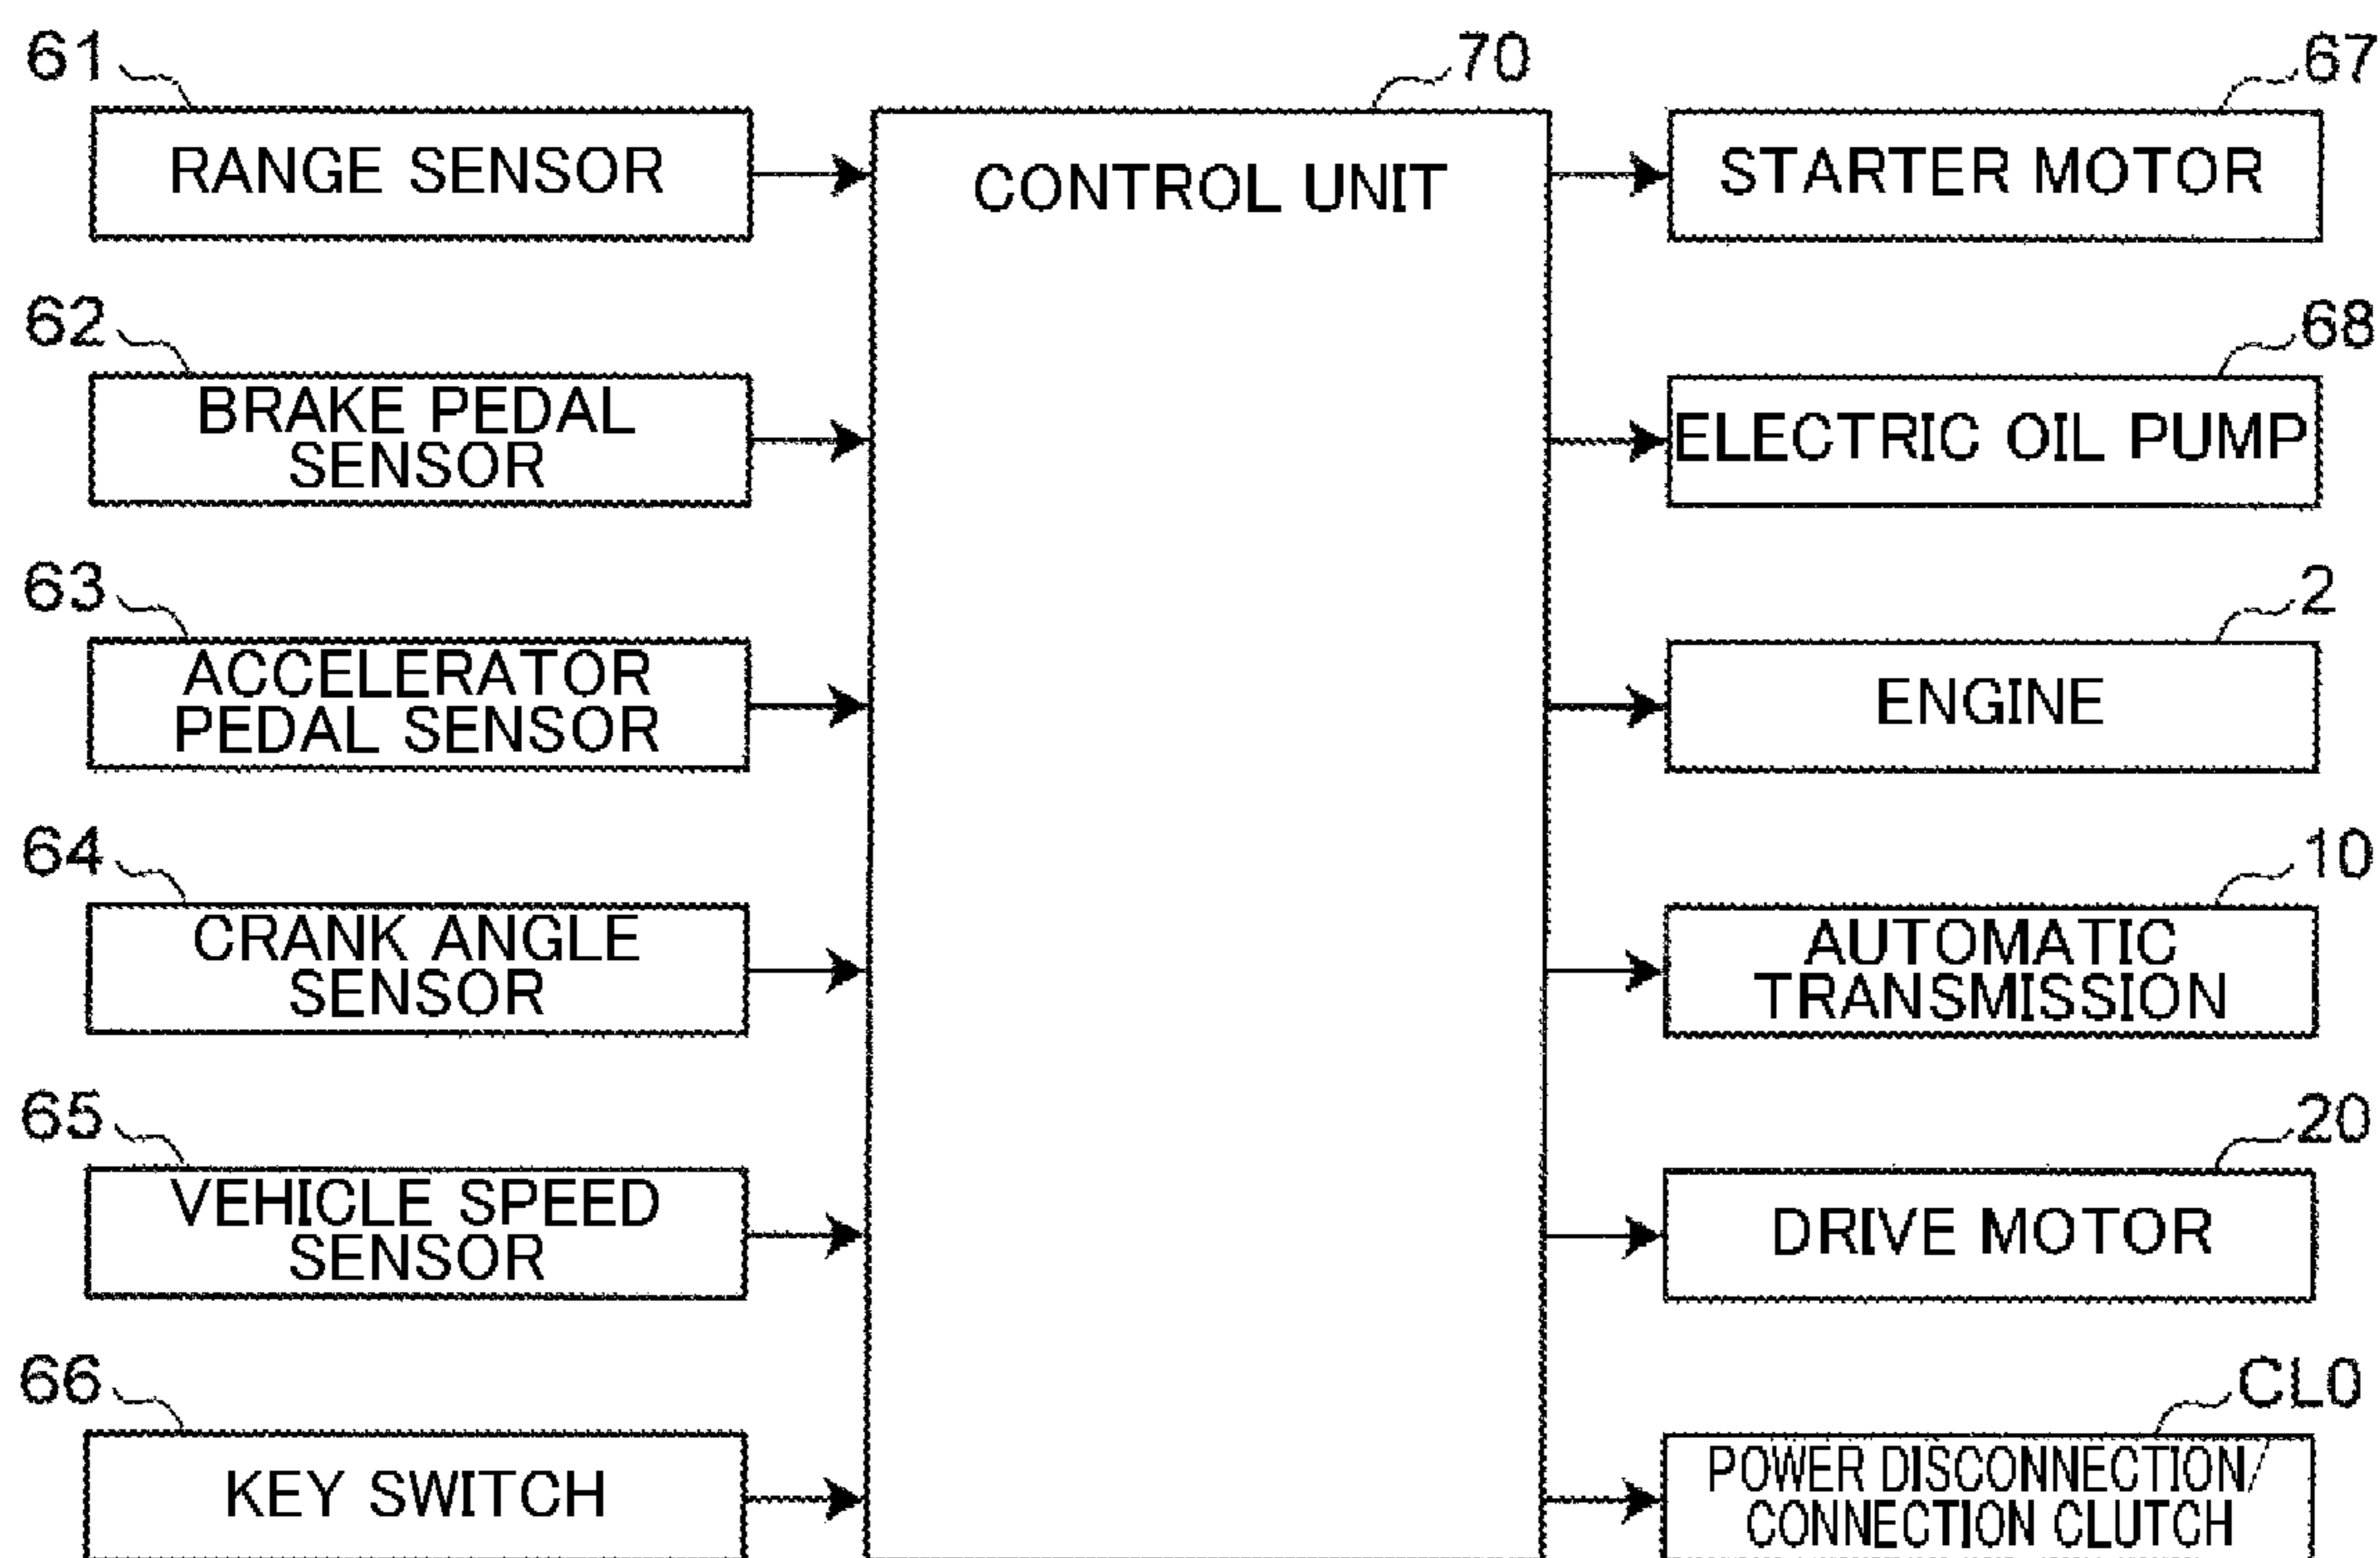 61
RANGE SENSOR
70
CONTROL UNIT
67
STARTER MOTOR
62
BRAKE PEDAL
SENSOR
68
ELECTRIC OIL PUMP
63
ACCELERATOR
PEDAL SENSOR
2
ENGINE
64
CRANK ANGLE
SENSOR
10
AUTOMATIC
TRANSMISSION
65
VEHICLE SPEED
SENSOR
20
DRIVE MOTOR
66
KEY SWITCH
CL0
POWER DISCONNECTION/
CONNECTION CLUTCH